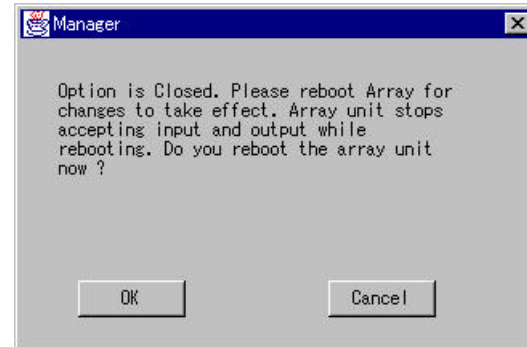 Manager
Option is Closed. Please reboot Array for
changes to take effect. Array unit stops
accepting input and output while
rebooting. Do you reboot the array unit
now ?
OK
Cancel